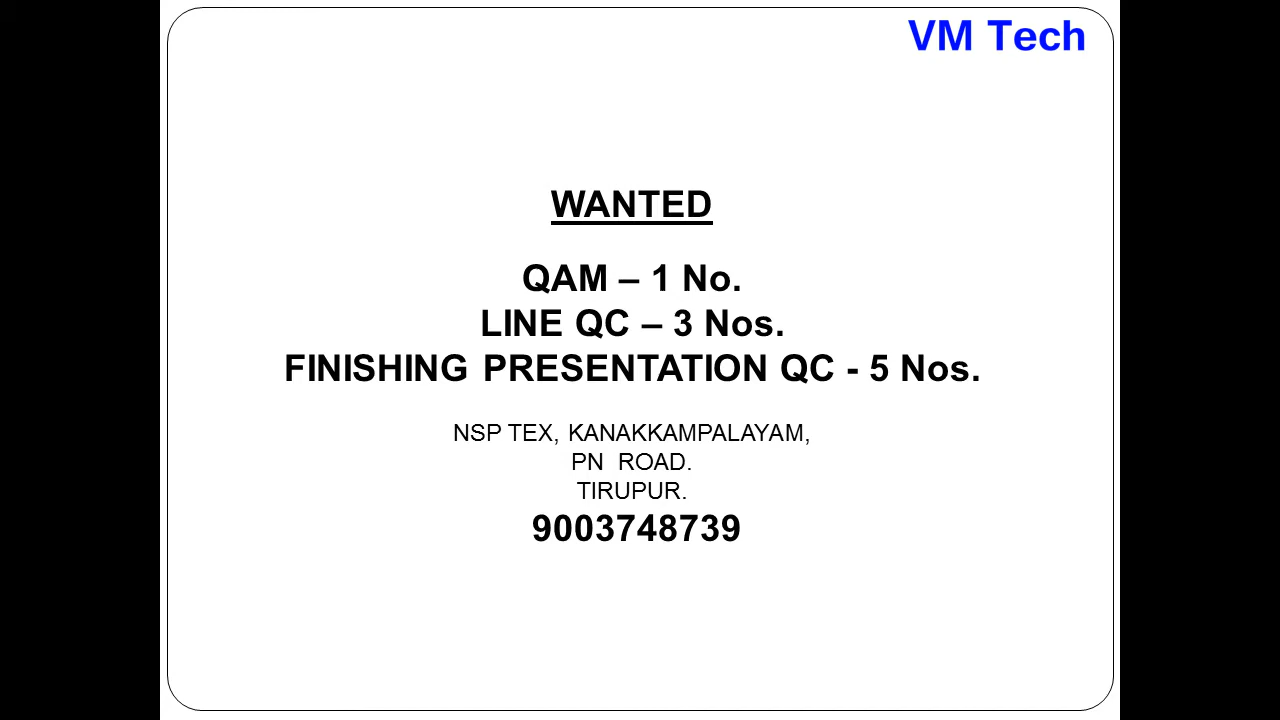 VM Tech
WANTED
QAM – 1 No.
LINE QC – 3 Nos.
FINISHING PRESENTATION QC - 5 Nos.
NSP TEX, KANAKKAMPALAYAM,
PN ROAD.
TIRUPUR.
9003748739